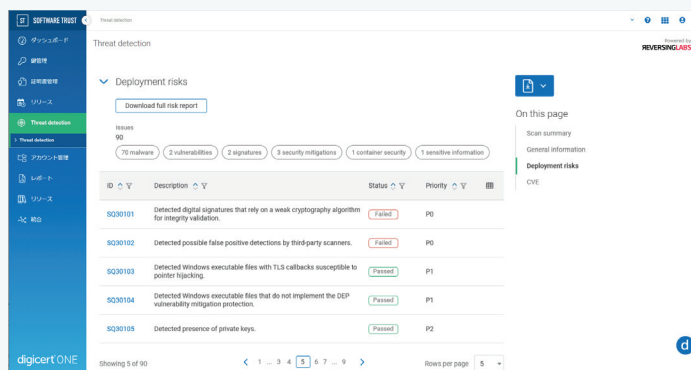 ST SOFTWARE TRUST
Threat detection
Threat detection
Powered by
REVERSINGLABS
ダッシュボード
鍵管理
証明書管理
リリース
Threat detection
Threat detection
アカウント管理
レポート
リソース
統合
digicert ONE
Deployment risks
Download full risk report
Issues
90
70 malware 2 vulnerabilities 2 signatures 3 security mitigations 1 container security 1 sensitive information
ID Description Status Priority
SQ30101 Detected digital signatures that rely on a weak cryptography algorithm for integrity validation. Failed P0
SQ30102 Detected possible false positive detections by third-party scanners. Failed P0
SQ30103 Detected Windows executable files with TLS callbacks susceptible to pointer hijacking. Passed P1
SQ30104 Detected Windows executable files that do not implement the DEP vulnerability mitigation protection. Passed P1
SQ30105 Detected presence of private keys. Passed P2
Showing 5 of 90
1 ... 3 4 5 6 7 ... 9
Rows per page 5
On this page
Scan summary
General information
Deployment risks
CVE
d